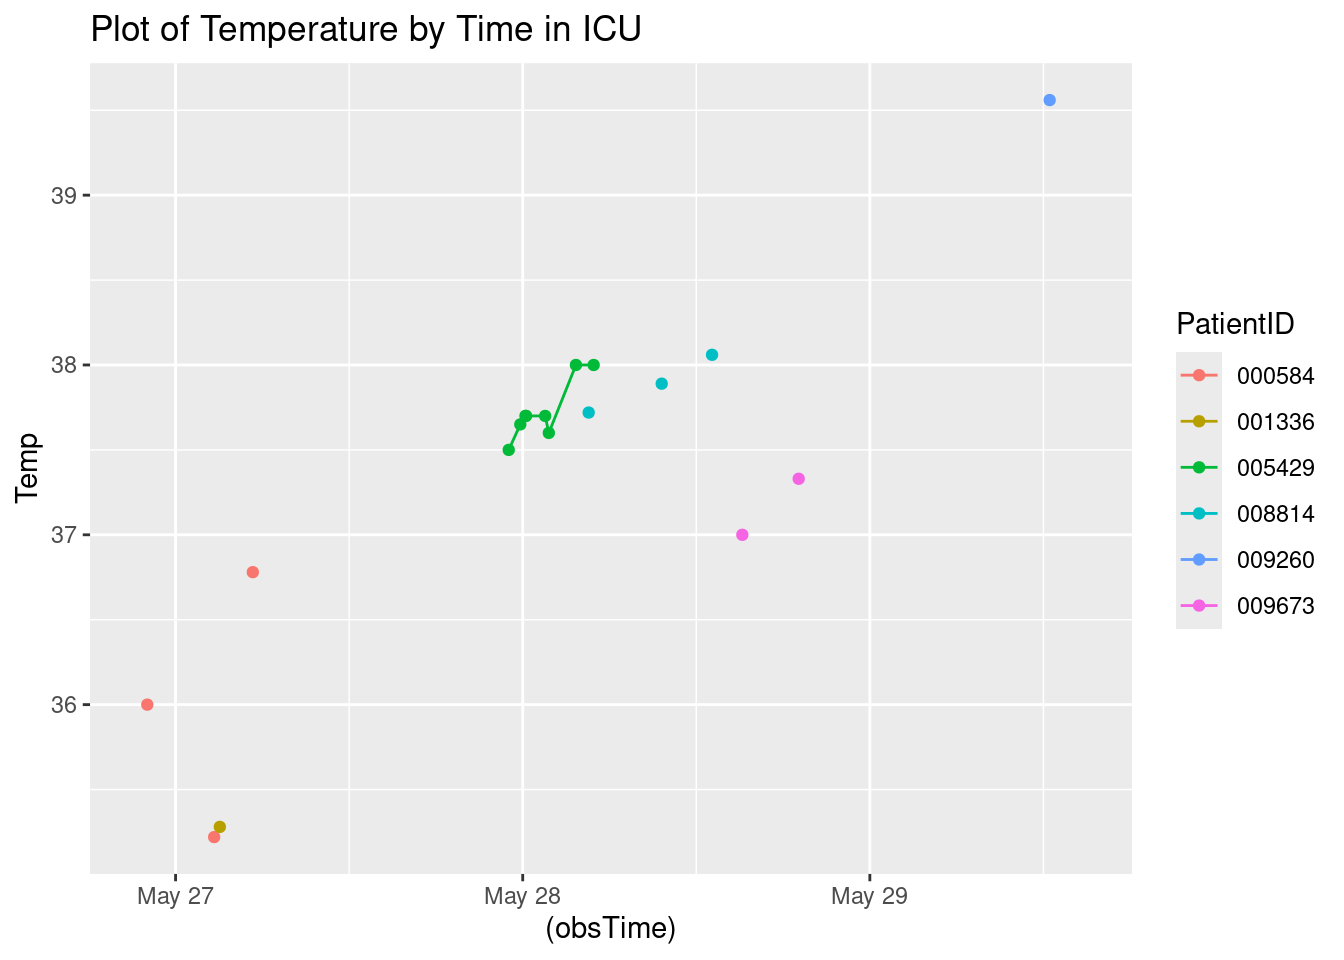 Plot of Temperature by Time in ICU
39
38
37
36
Temp
May 27 May 28 May 29
(obsTime)
PatientID
000584
001336
005429
008814
009260
009673